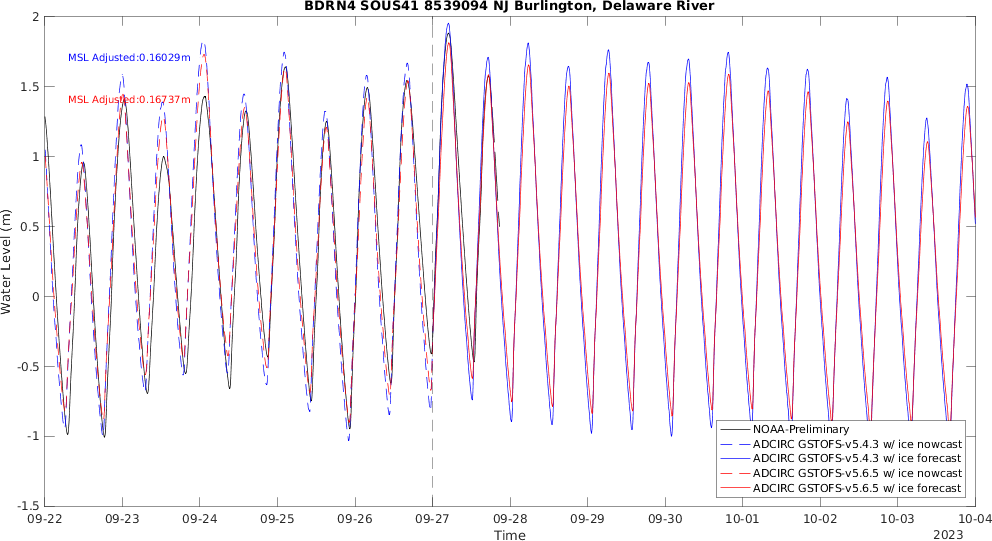 BDRN4 SOUS41 8539094 NJ Burlington, Delaware River
2
1.5
1
0.5
0
-0.5
-1
-1.5
Water Level (m)
MSL Adjusted:0.16029m
MSL Adjusted:0.16737m
NOAA-Preliminary
ADCIRC GSTOFS-v5.4.3 w/ ice nowcast
ADCIRC GSTOFS-v5.4.3 w/ ice forecast
ADCIRC GSTOFS-v5.6.5 w/ ice nowcast
ADCIRC GSTOFS-v5.6.5 w/ ice forecast
09-22 09-23 09-24 09-25 09-26 09-27 09-28 09-29 09-30 10-01 10-02 10-03 10-04
Time
2023